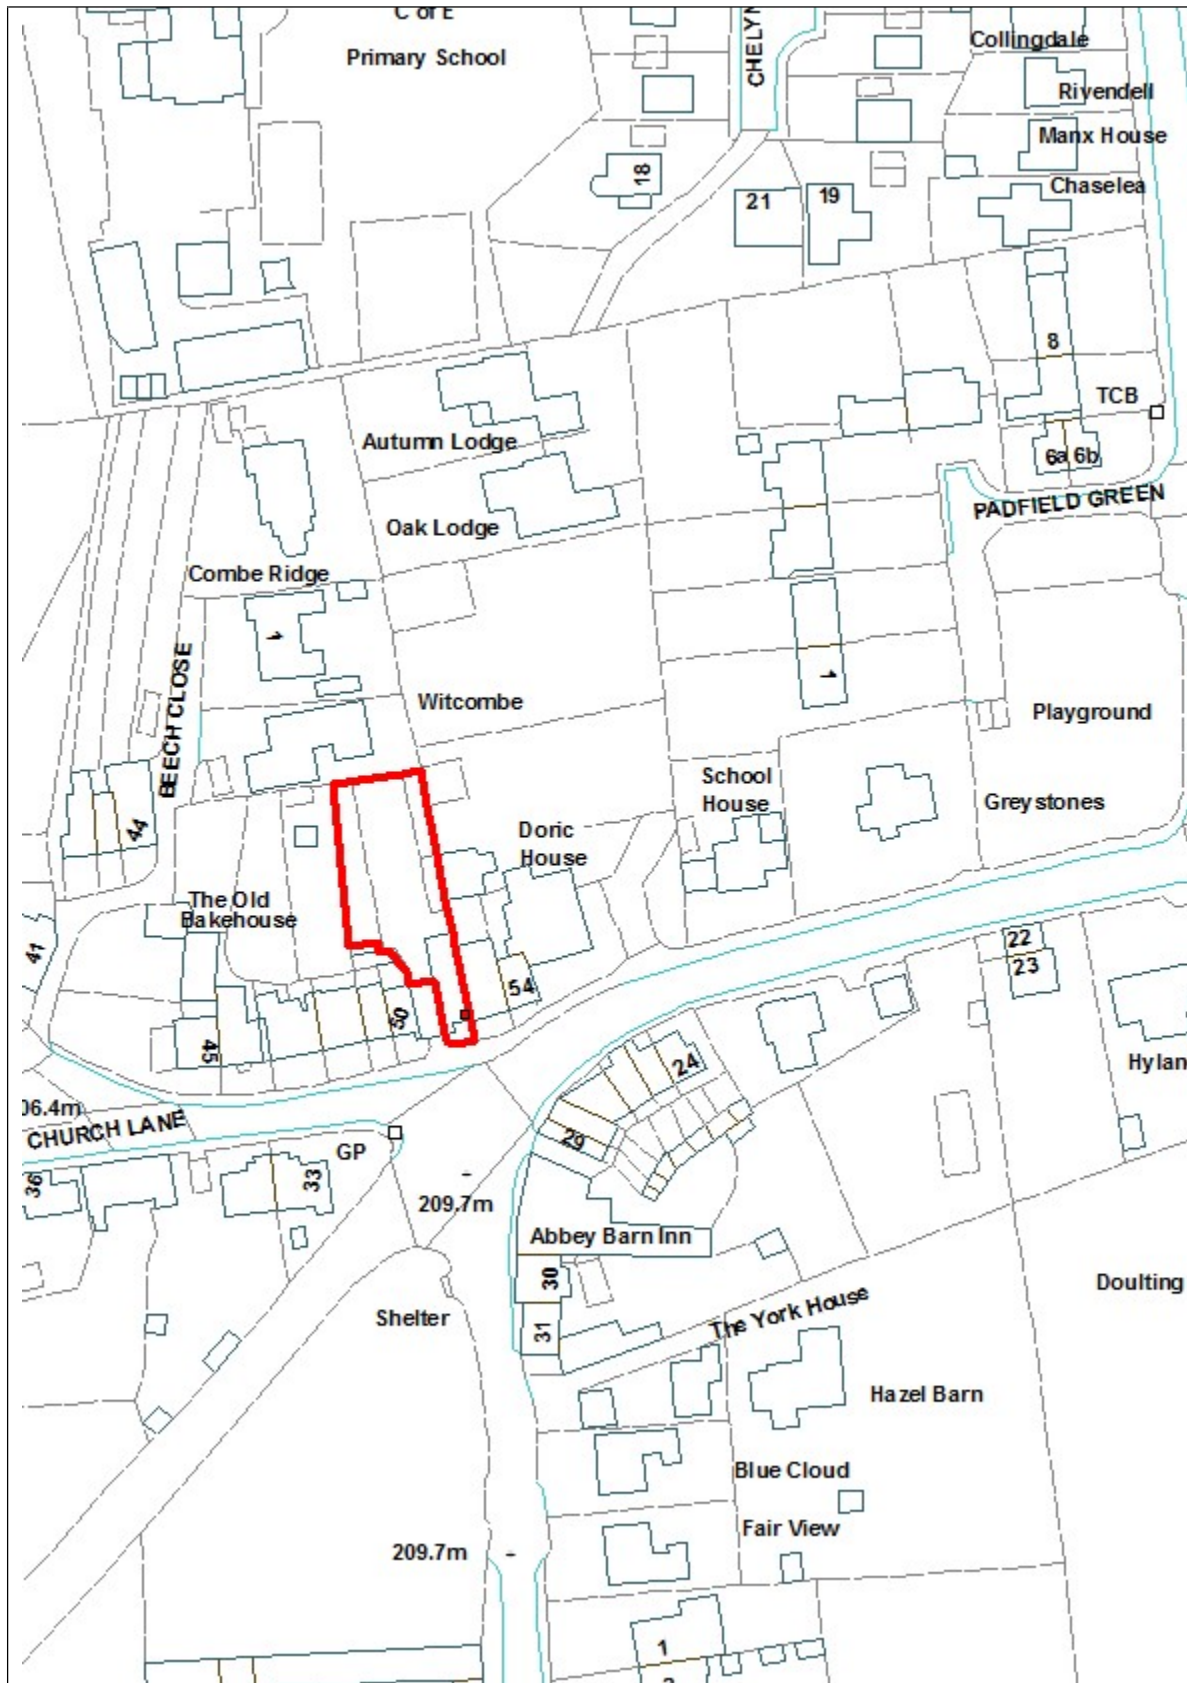 C of E
Primary School
CHELYN
Collingdale
Rivendell
Manx House
Chaselea
18
21
19
8
TCB
6a 6b
PADFIELD GREEN
Autumn Lodge
Oak Lodge
Combe Ridge
1
BEECH CLOSE
Witcombe
1
Playground
School
House
Greystones
44
Doric
House
The Old
Bakehouse
41
54
50
45
22
23
24
29
Hylan
06.4m
CHURCH LANE
GP
36
33
209.7m
Abbey Barn Inn
30
31
Doulting
Shelter
The York House
Hazel Barn
Blue Cloud
Fair View
209.7m
1